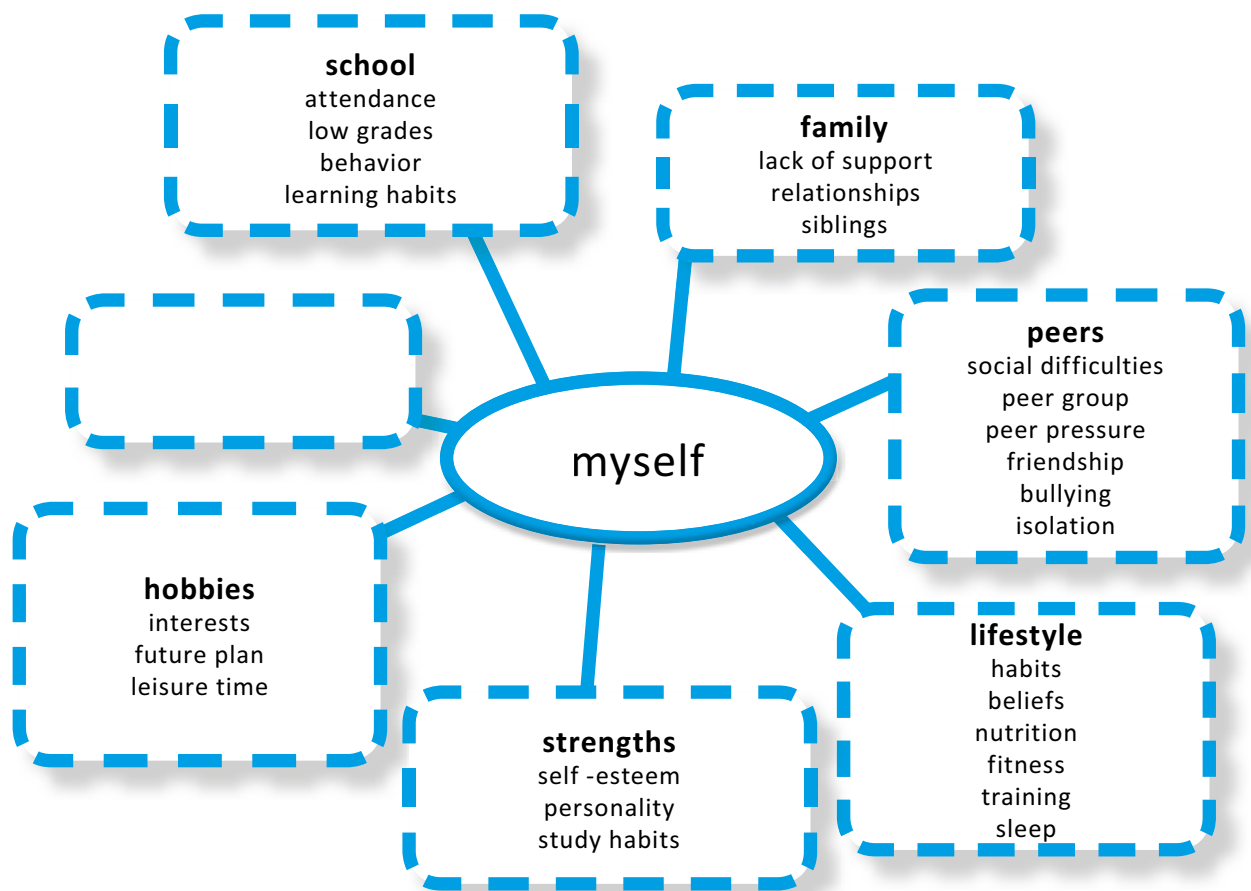 school
attendance
low grades
behavior
learning habits
family
lack of support
relationships
siblings
peers
social difficulties
peer group
peer pressure
friendship
bullying
isolation
myself
hobbies
interests
future plan
leisure time
lifestyle
habits
beliefs
nutrition
fitness
training
sleep
strengths
self -esteem
personality
study habits